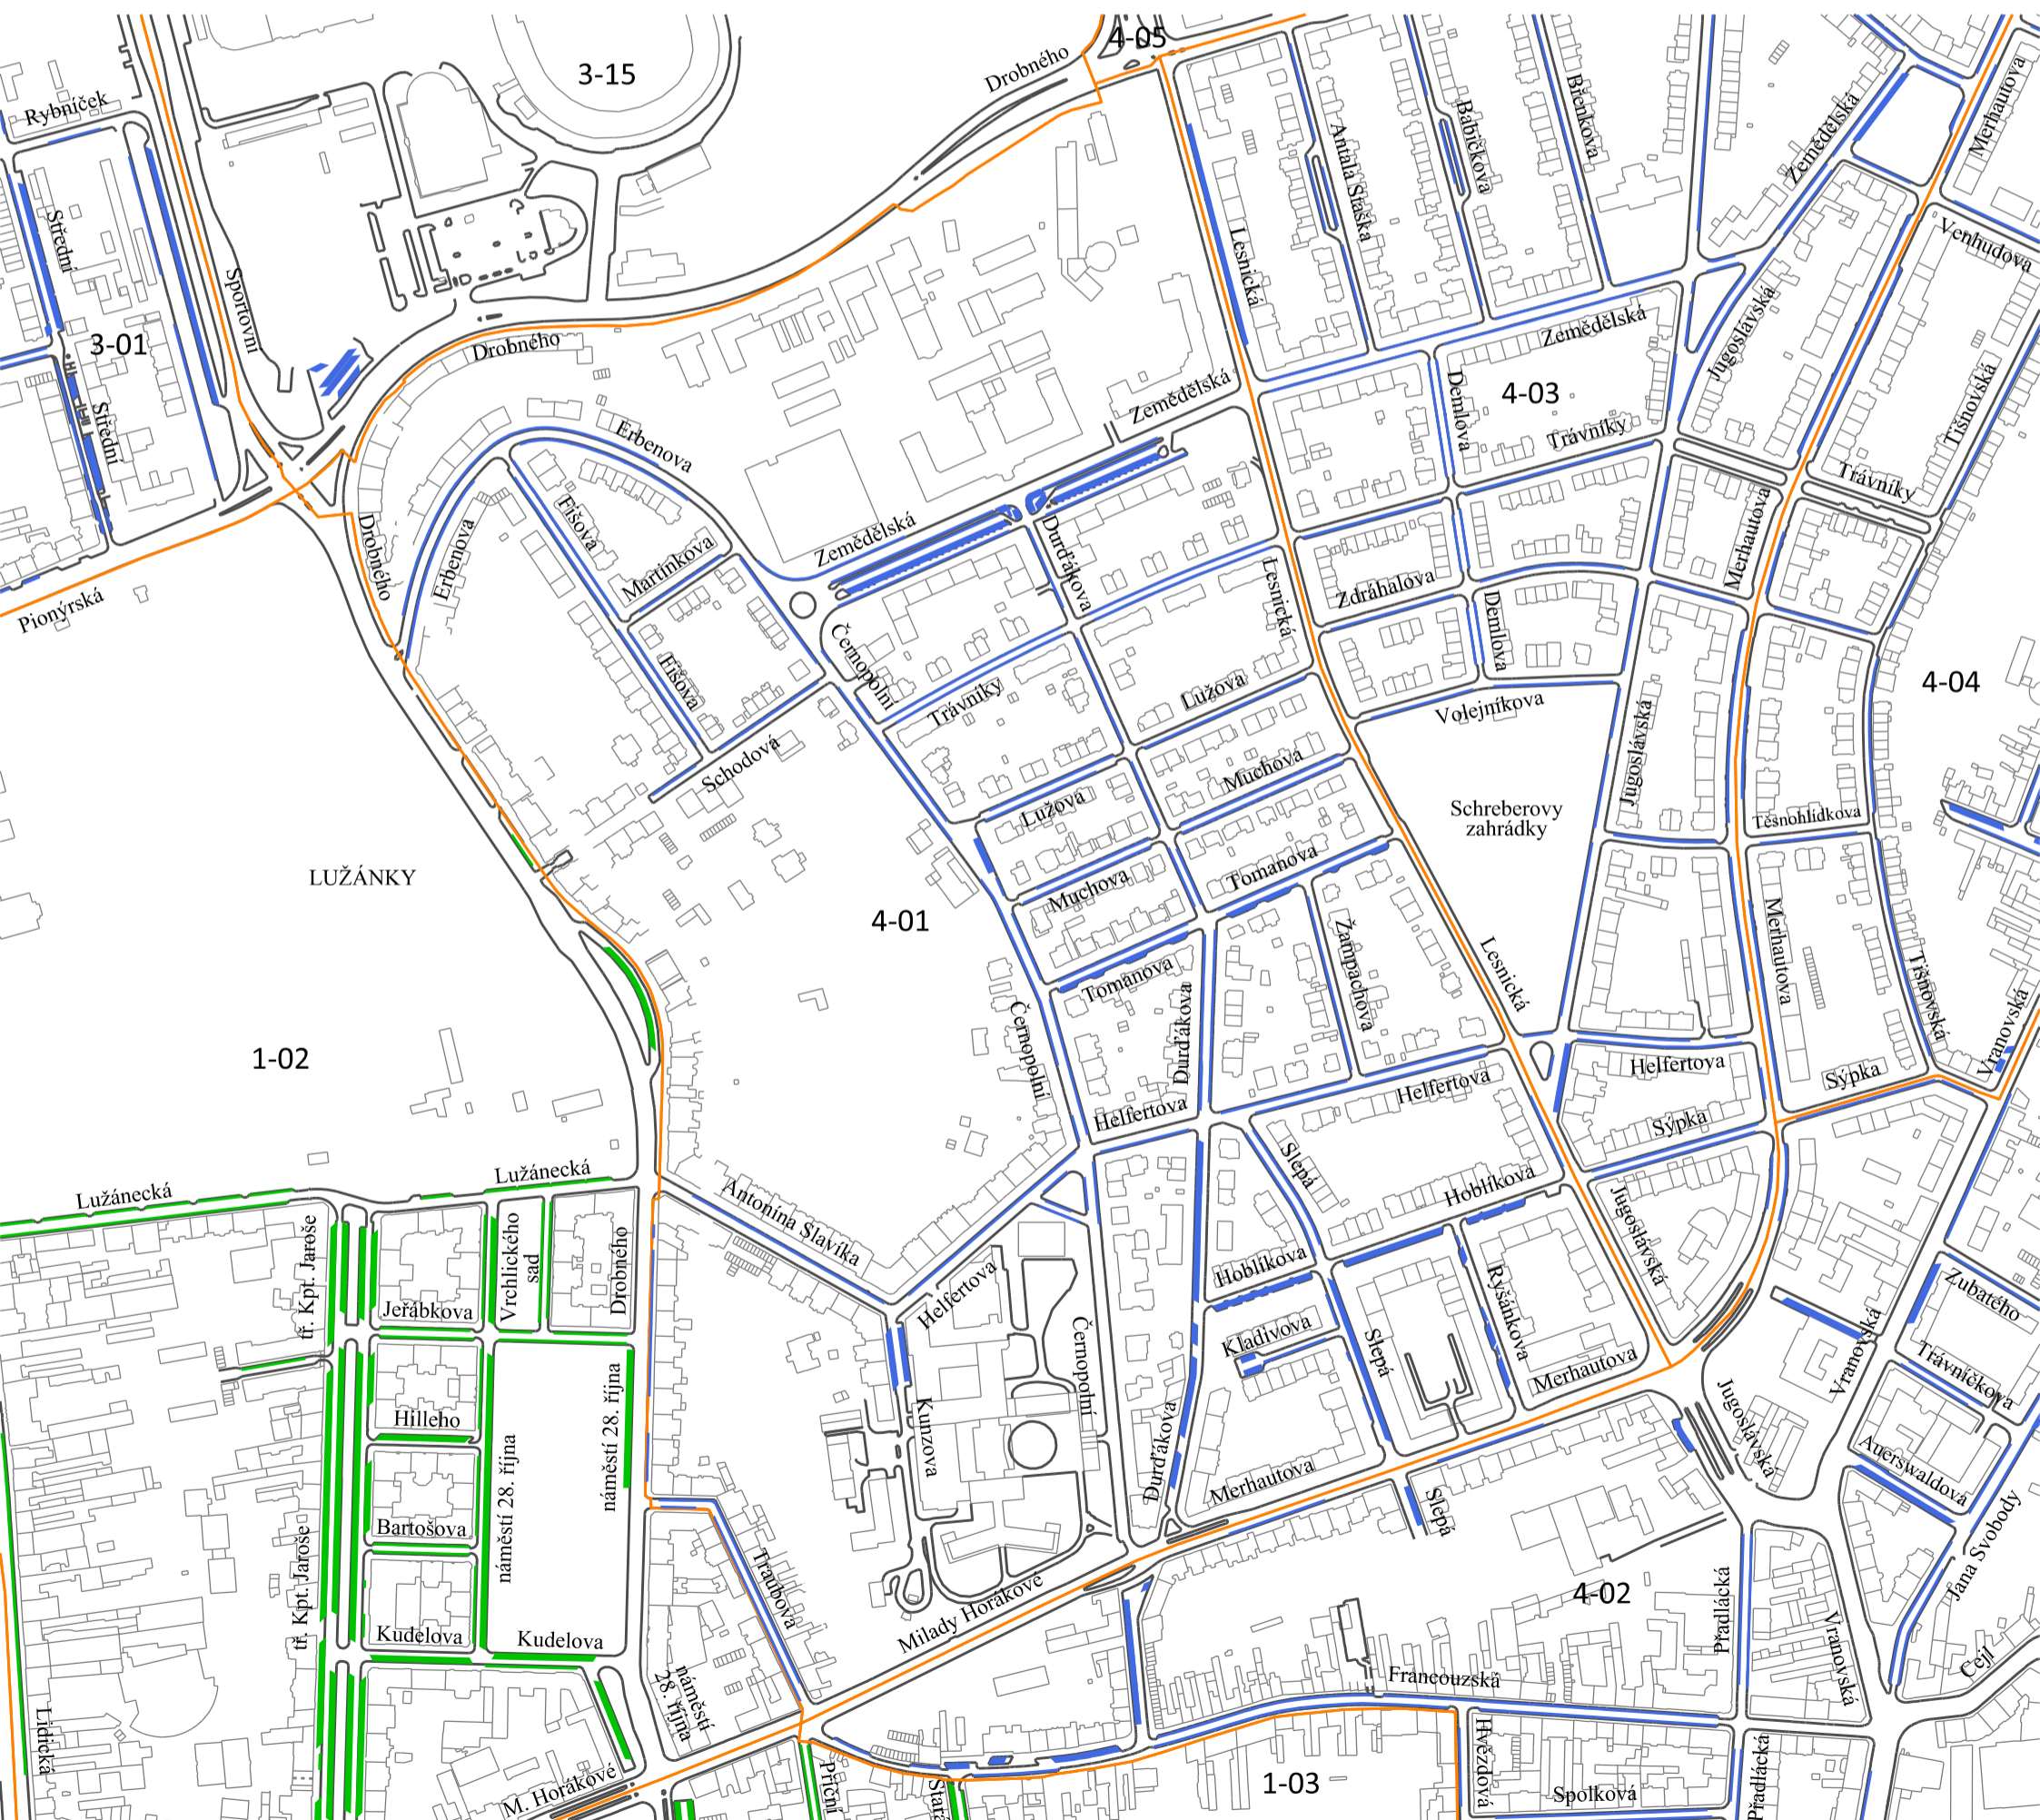 4-05
Drobného
3-15
Rybníček
Merhautova
Babičkova
Břenkova
Zemědělská
Antala Staška
Střední
Lesnická
Venhudova
Sportovní
3-01
Drobného
Zemědělská
Jugoslávská
Zemědělská
4-03
Demlova
Tišnovská
Střední
Erbenova
Trávníky
Trávníky
Fišova
Zemědělská
Durďákova
Merhautova
Drobného
Erbenova
Martinkova
Lesnická
Zdráhalova
Pionýrská
Demlova
Černopolní
Fišova
Trávníky
Lužova
Volejníkova
4-04
Jugoslávská
Schodová
Muchova
Lužova
Schreberovy
zahrádky
Těsnohlídkova
LUŽÁNKY
Muchova
Tomanova
4-01
Žampachova
Lesnická
Merhautova
Tišnovská
Tomanova
Durďákova
Černopolní
Vranovská
1-02
Helfertova
Helfertova
Sýpka
Helfertova
Sýpka
Lužánecká
Lužánecká
Slepá
Hoblíkova
Antonína Slavíka
Jugoslávská
tř. Kpt. Jaroše
Vrchlického
sad
Drobného
Jeřábkova
Helfertova
Hoblíkova
Zubatého
Ryšánkova
Kladivova
Slepá
Černopolní
Merhautova
Vranovská
Trávníčkova
Hilleho
náměstí 28. října
Kunzova
Jugoslávská
náměstí 28. října
Durďákova
Merhautova
Slepá
Auerswaldova
Bartošova
Jana Svobody
tř. Kpt. Jaroše
Traubova
Milady Horákové
4-02
Přadlácká
Vranovská
Kudelova
Kudelova
Cejl
náměstí
28. října
Francouzská
Lidická
Hvězdová
Přadlácká
M. Horákové
Příční
Stará
1-03
Spolková